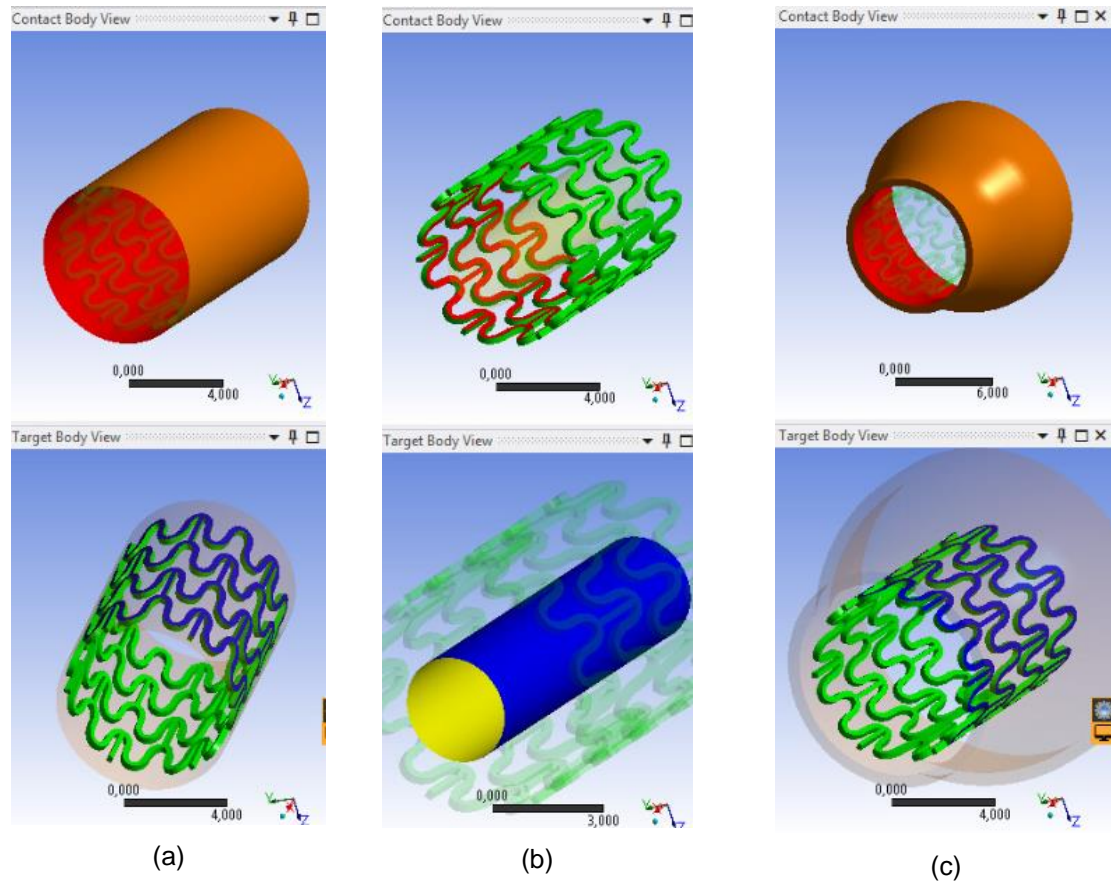 Contact Body View
0,000
4,000
Y
Z
Contact Body View
0,000
4,000
Y
Z
Contact Body View
0,000
6,000
Y
Z
Target Body View
0,000
4,000
Y
Z
Target Body View
0,000
3,000
Y
Z
Target Body View
0,000
4,000
Y
Z
(a)
(b)
(c)